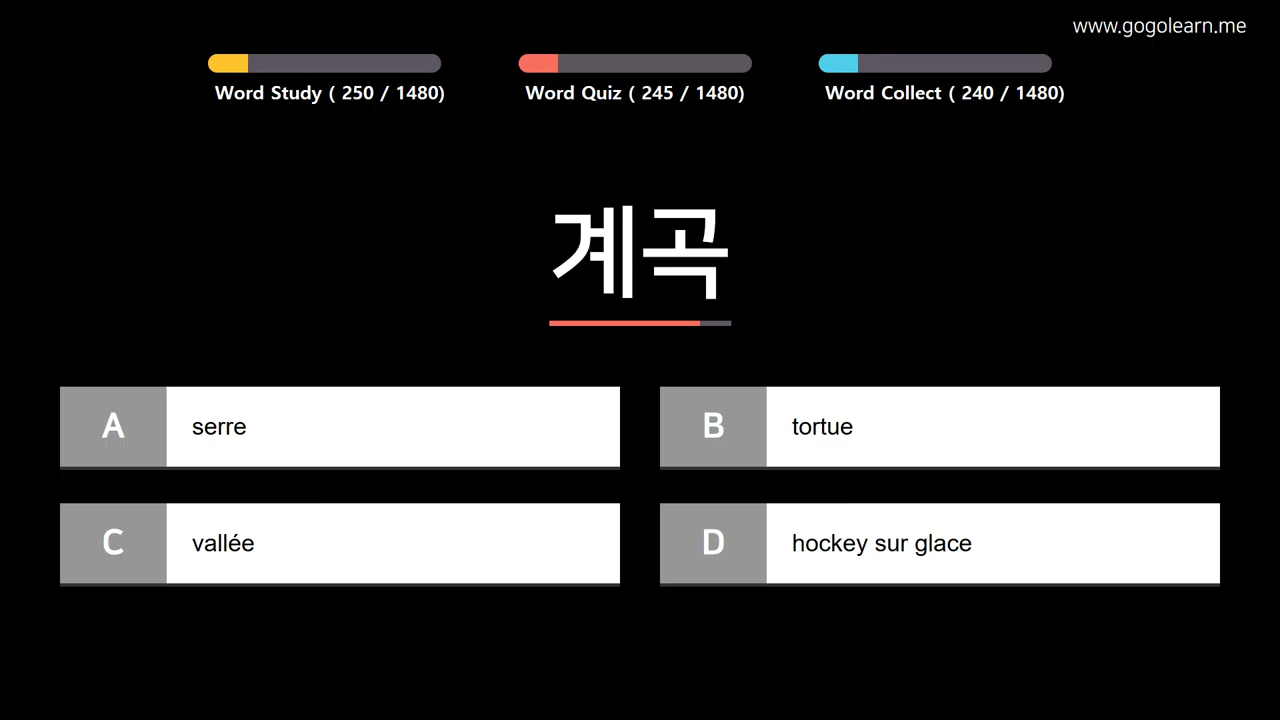 www.gogolearn.me
Word Study ( 250 / 1480)
Word Quiz ( 245 / 1480)
Word Collect ( 240 / 1480)
계곡
A
serre
B
tortue
C
vallée
D
hockey sur glace